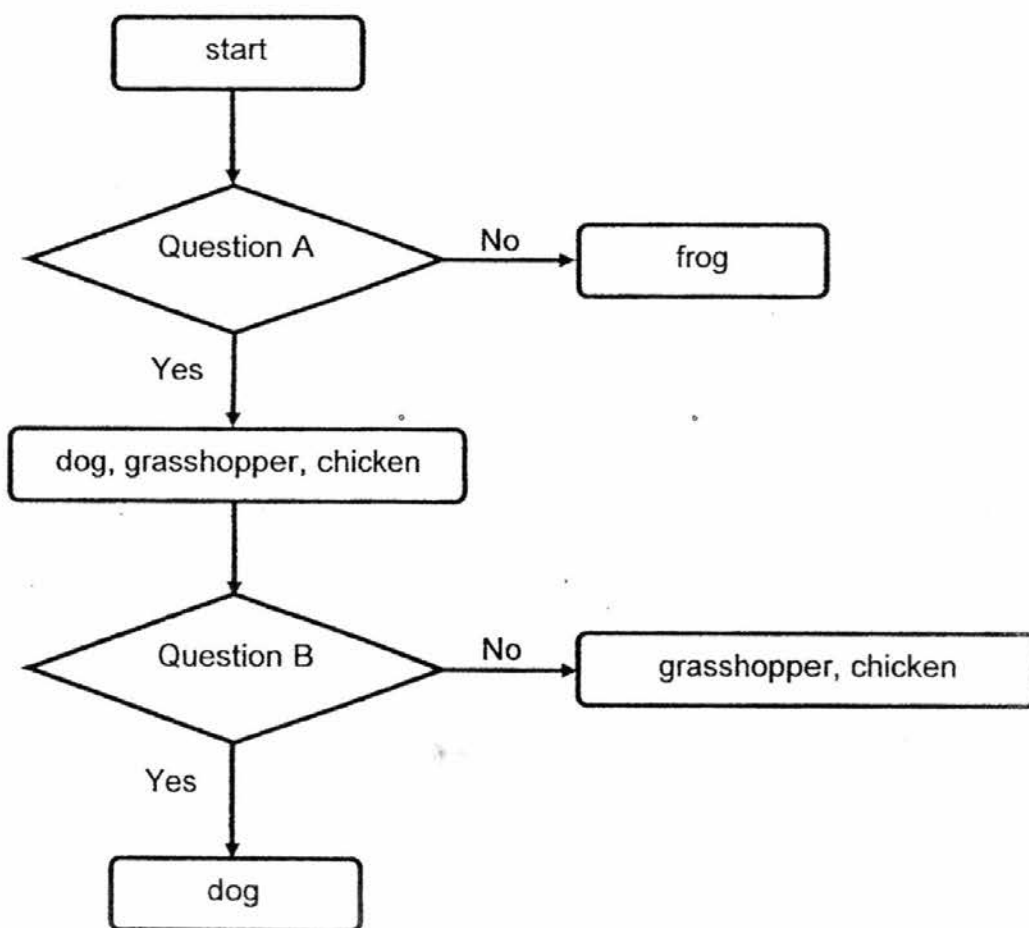 start
Question A
No
frog
Yes
dog, grasshopper, chicken
Question B
No
grasshopper, chicken
Yes
dog